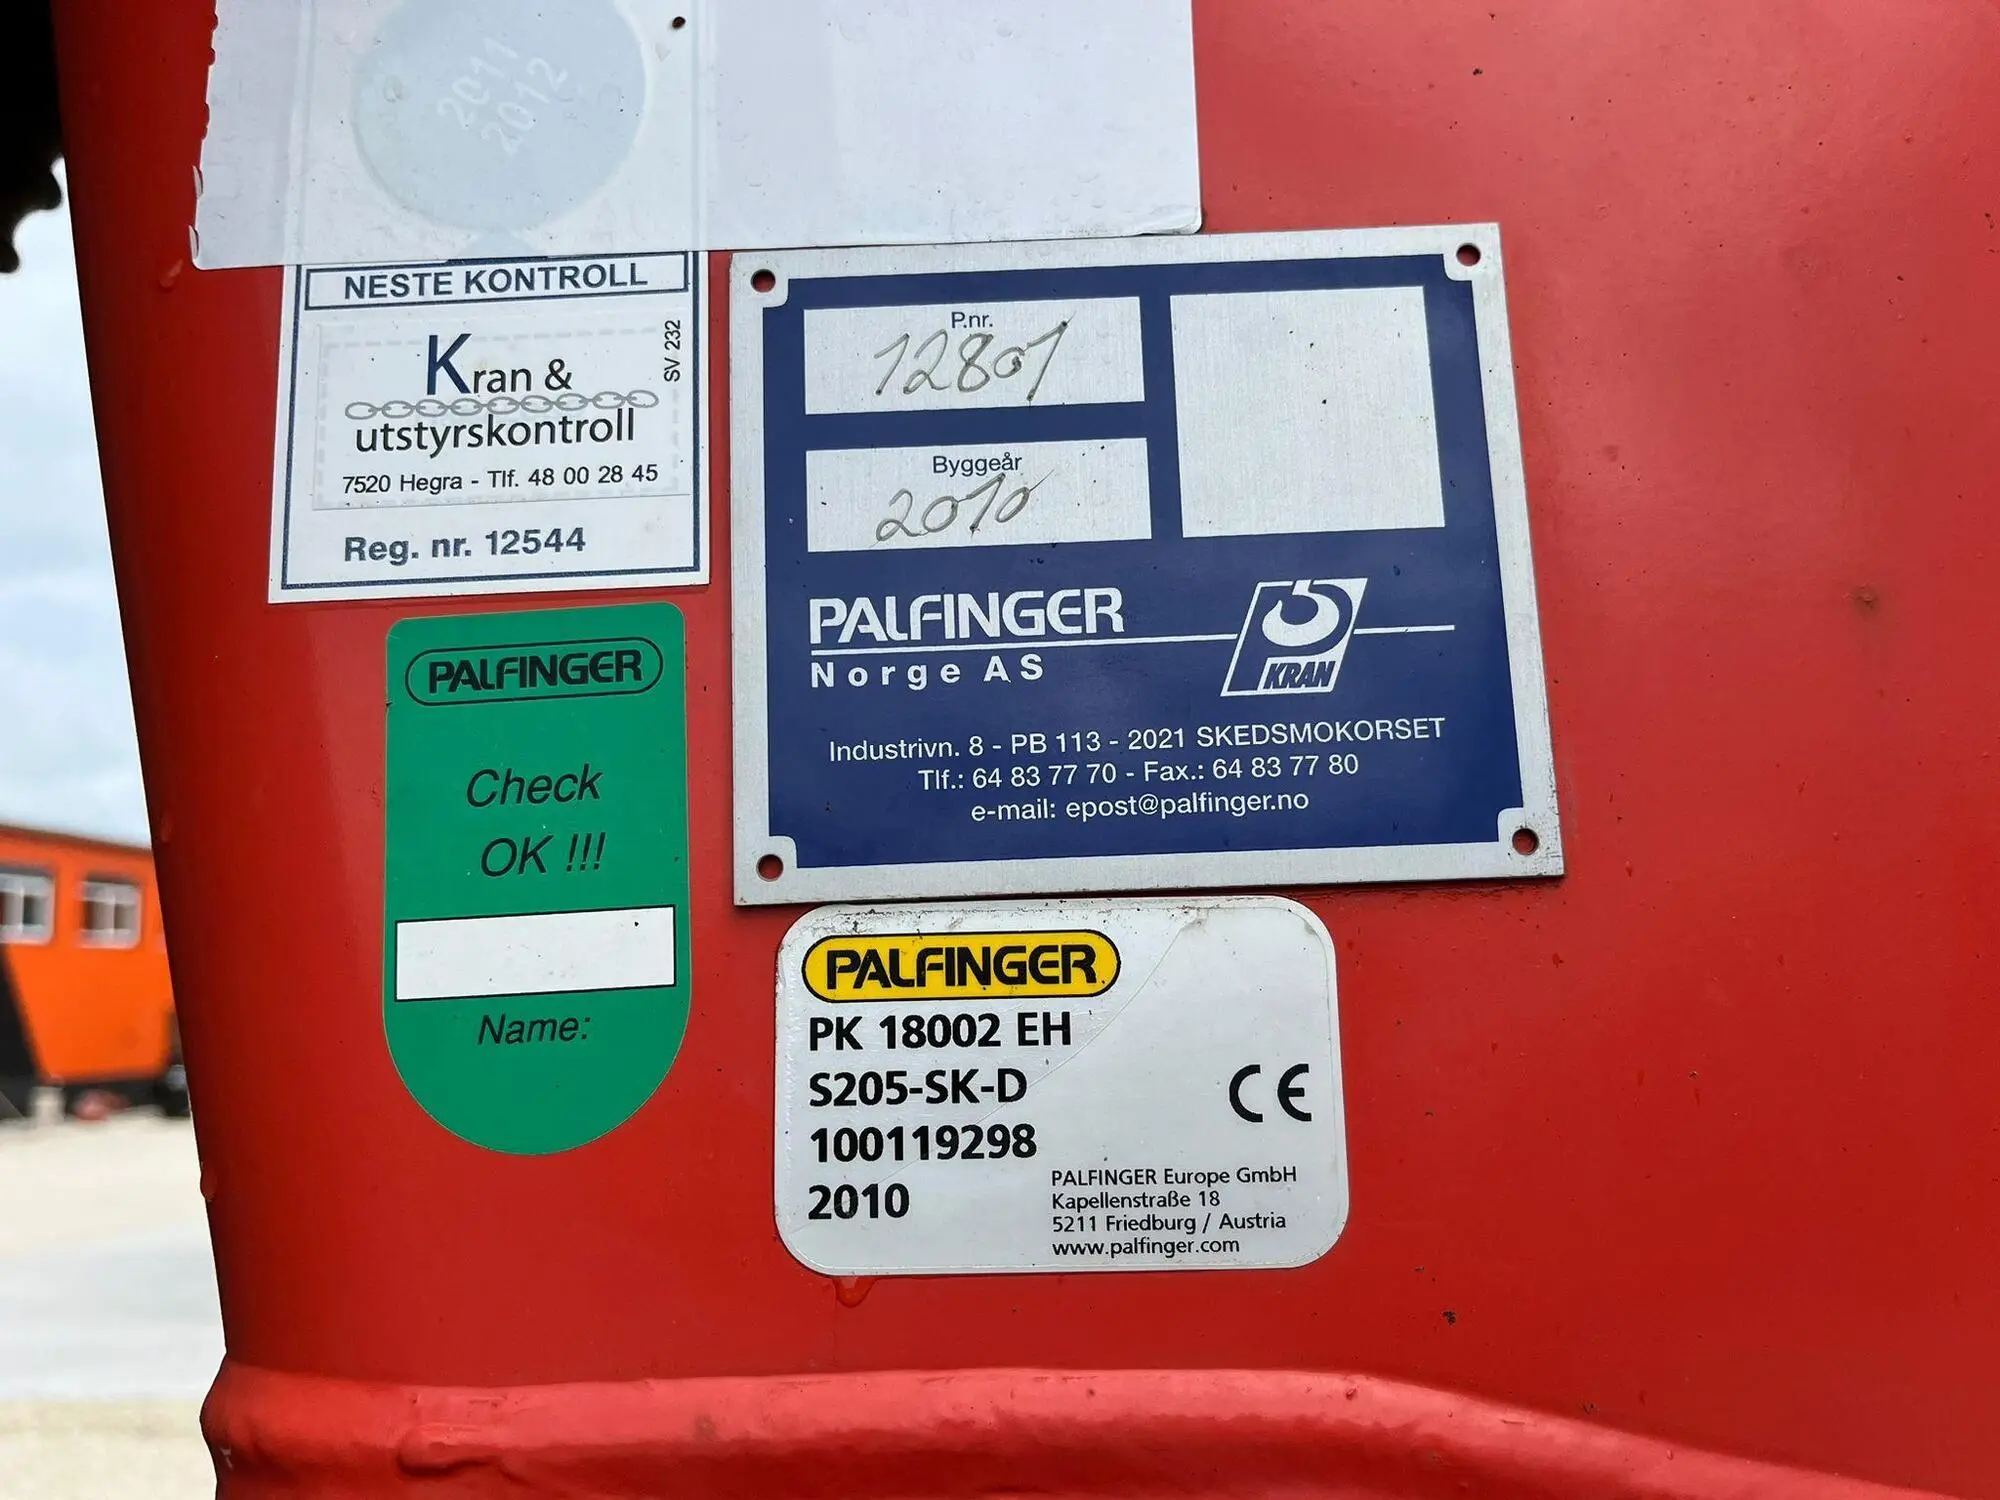 2011
2012
NESTE KONTROLL
Kran &
utstyrskontroll
SV 232
7520 Hegra - Tlf. 48 00 28 45
Reg. nr. 12544
P.nr.
12801
Byggeår
2010
PALFINGER
Norge AS
KRAN
Industrivn. 8 - PB 113 - 2021 SKEDSMOKORSET
Tlf.: 64 83 77 70 - Fax.: 64 83 77 80
e-mail: epost@palfinger.no
PALFINGER
Check
OK !!!
Name:
PALFINGER
PK 18002 EH
S205-SK-D
100119298
2010
CE
PALFINGER Europe GmbH
Kapellenstraße 18
5211 Friedburg / Austria
www.palfinger.com